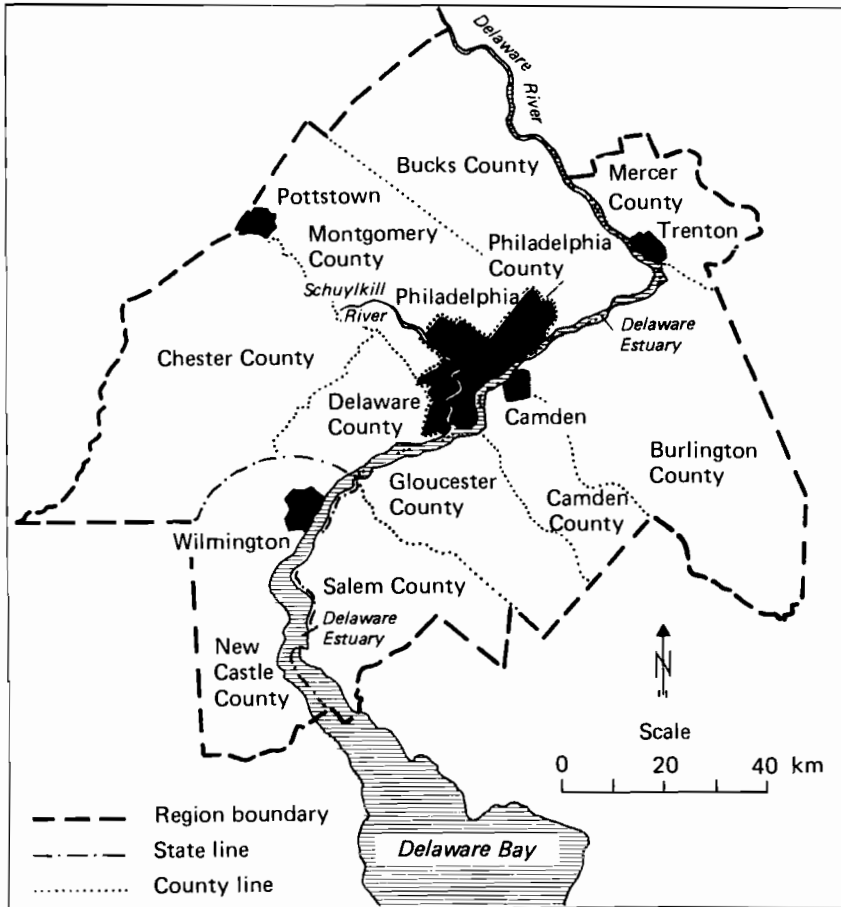 Delaware
River
Bucks County
Mercer
County
Pottstown
Trenton
Montgomery
County
Philadelphia
County
Schuylkill
River
Philadelphia
Delaware
Estuary
Chester County
Delaware
County
Camden
Burlington
County
Gloucester
County
Camden
County
Wilmington
Salem County
Delaware
Estuary
New
Castle
County
N
Scale
0 20 40 km
Region boundary
State line
County line
Delaware Bay